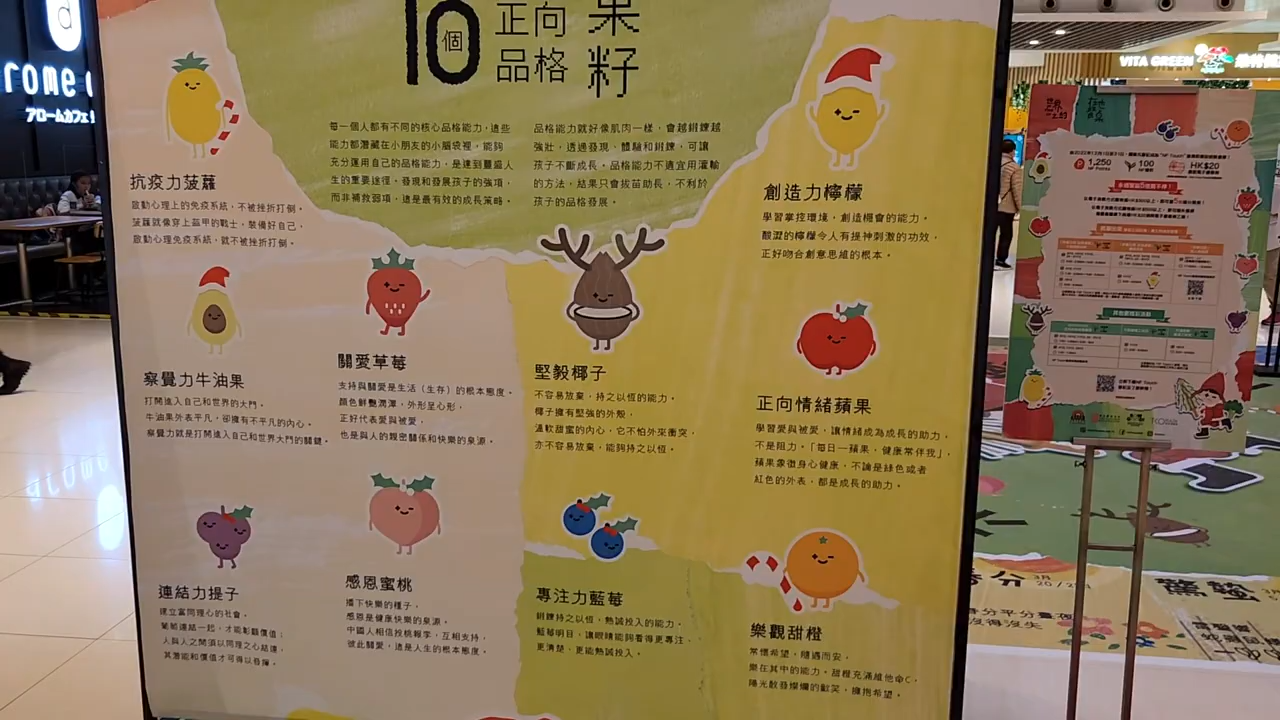 10個
正向
品格
果
籽
每一個人都有不同的核心品格能力，這些
能力都潛藏在小朋友的小腦袋裡，能夠
充分運用自己的品格能力，是達到豐盛人
生的重要途徑。發現和發展孩子的強項，
而非補救弱項，這是最有效的成長策略。
品格能力就好像肌肉一樣，會越鍛鍊越
強壯，透過發現、體驗和鍛鍊，可讓
孩子不斷成長。品格能力不適宜用灌輸
的方法，結果只會拔苗助長，不利於
孩子的品格發展。
抗疫力菠蘿
啟動心理上的免疫系統，不被挫折打倒。
菠蘿就像穿上盔甲的戰士，裝備好自己，
啟動心理免疫系統，就不被挫折打倒。
創造力檸檬
學習掌控環境，創造機會的能力。
酸澀的檸檬令人有提神刺激的功效，
正好吻合創意思維的根本。
察覺力牛油果
打開進入自己和世界的大門。
牛油果外表平凡，卻擁有不平凡的內心。
察覺力就是打開進入自己和世界大門的關鍵。
關愛草莓
支持與關愛是生活（生存）的根本態度。
顏色鮮艷潤澤，外形呈心形，
正好代表愛與被愛，
也是與人的親密關係和快樂的泉源。
堅毅椰子
不容易放棄，持之以恆的能力。
椰子擁有堅強的外殼，
溫軟甜蜜的內心，它不怕外來衝突，
亦不容易放棄，能夠持之以恆。
正向情緒蘋果
學習愛與被愛，讓情緒成為成長的助力，
不是阻力。「每日一蘋果，健康常伴我」，
蘋果象徵身心健康，不論是綠色或者
紅色的外表，都是成長的助力。
連結力提子
建立富同理心的社會。
葡萄連結一起，才能彰顯價值；
人與人之間須以同理之心結連，
其潛能和價值才可得以發揮。
感恩蜜桃
播下快樂的種子，
感恩是健康快樂的泉源。
中國人相信投桃報李，互相支持，
彼此關愛，這是人生的根本態度。
專注力藍莓
鍛鍊持之以恆，熱誠投入的能力。
藍莓明目，讓眼睛能夠看得更專注，
更清楚，更能熱誠投入。
樂觀甜橙
常懷希望，隨遇而安，
樂在其中的能力。甜橙充滿維他命C，
陽光散發燦爛的歡笑，擁抱希望。
アロームカフェ
VITA GREEN
1,250
100
HK$20
春分
驚蟄